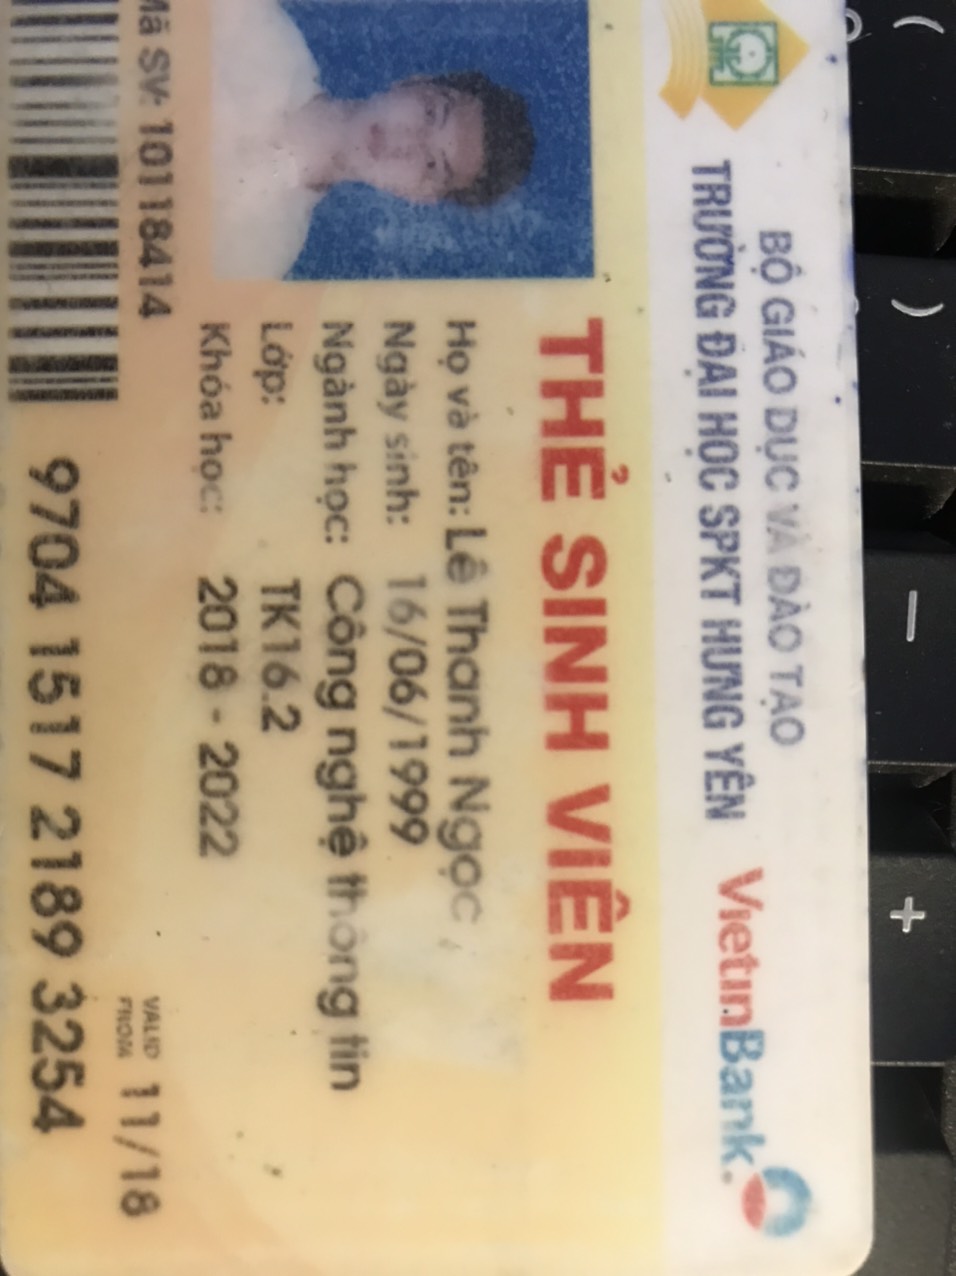 BỘ GIÁO DỤC VÀ ĐÀO TẠO
TRƯỜNG ĐẠI HỌC SPKT HƯNG YÊN
VietinBank
THẺ SINH VIÊN
Họ và tên: Lê Thanh Ngọc
Ngày sinh: 16/06/1999
Ngành học: Công nghệ thông tin
Lớp: TK16.2
Khóa học: 2018 - 2022
Mã SV: 10118414
VALID FROM 11/18
9704 1517 2189 3254